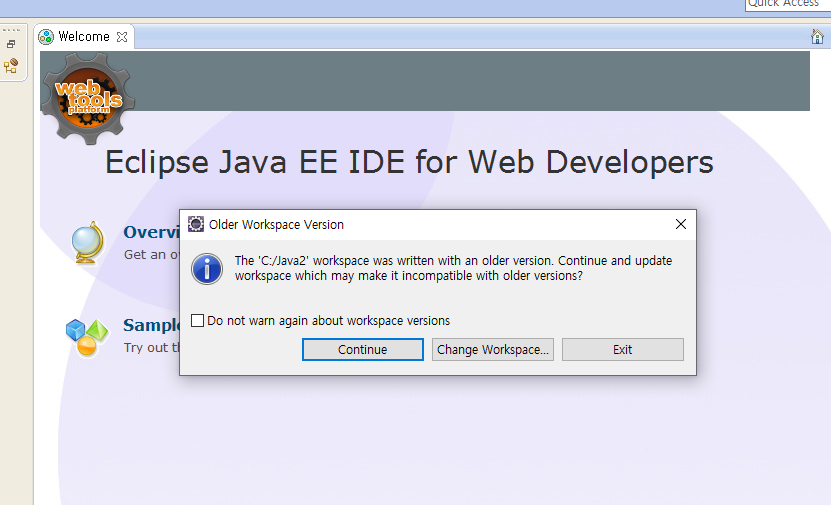 Quick Access
Welcome
web
tools
platform
Eclipse Java EE IDE for Web Developers
Overvi
Get an o
Older Workspace Version
The 'C:/Java2' workspace was written with an older version. Continue and update
workspace which may make it incompatible with older versions?
Do not warn again about workspace versions
Sample
Try out th
Continue
Change Workspace...
Exit